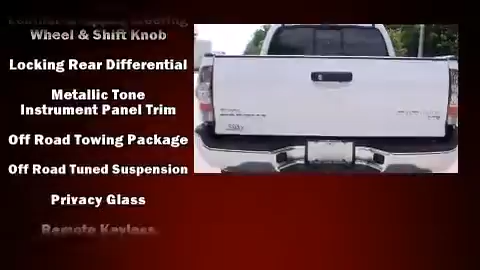 Wheel & Shift Knob
Locking Rear Differential
Metallic Tone
Instrument Panel Trim
Off Road Towing Package
Off Road Tuned Suspension
Privacy Glass
Remote Keyless